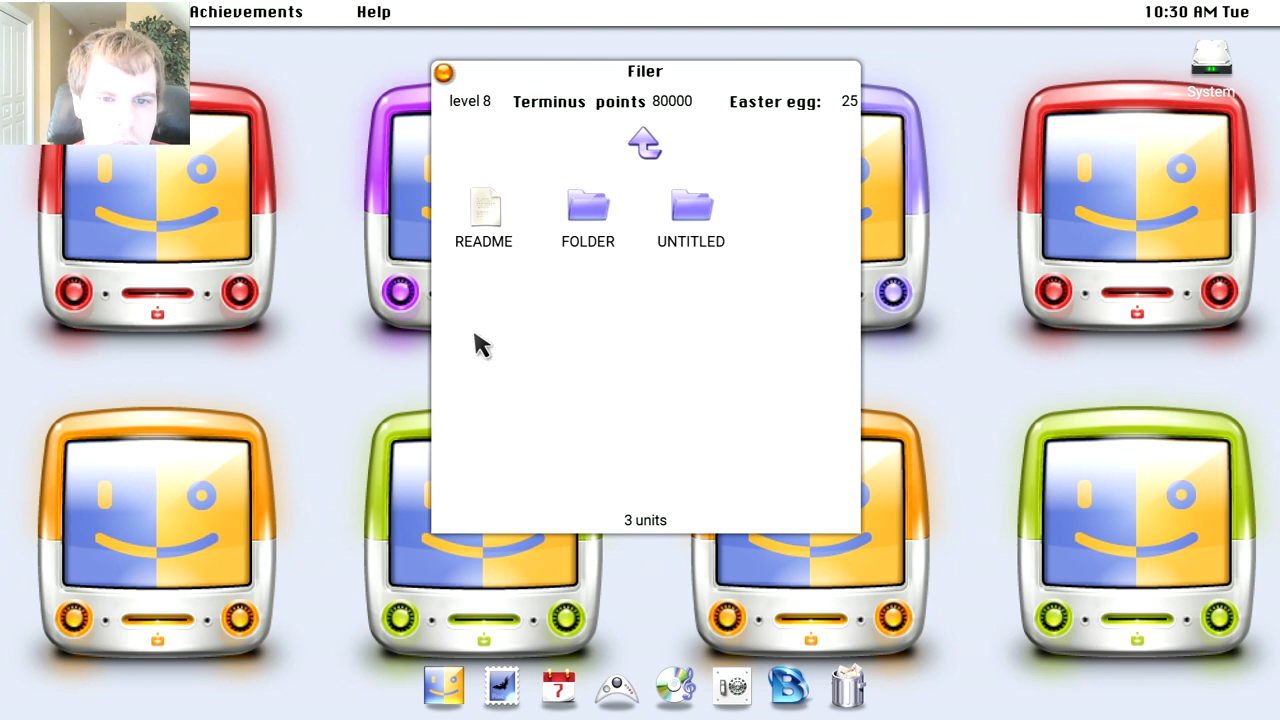 Achievements Help 10:30 AM Tue
Filer
level 8 Terminus points 80000 Easter egg: 25
System
README FOLDER UNTITLED
3 units
7